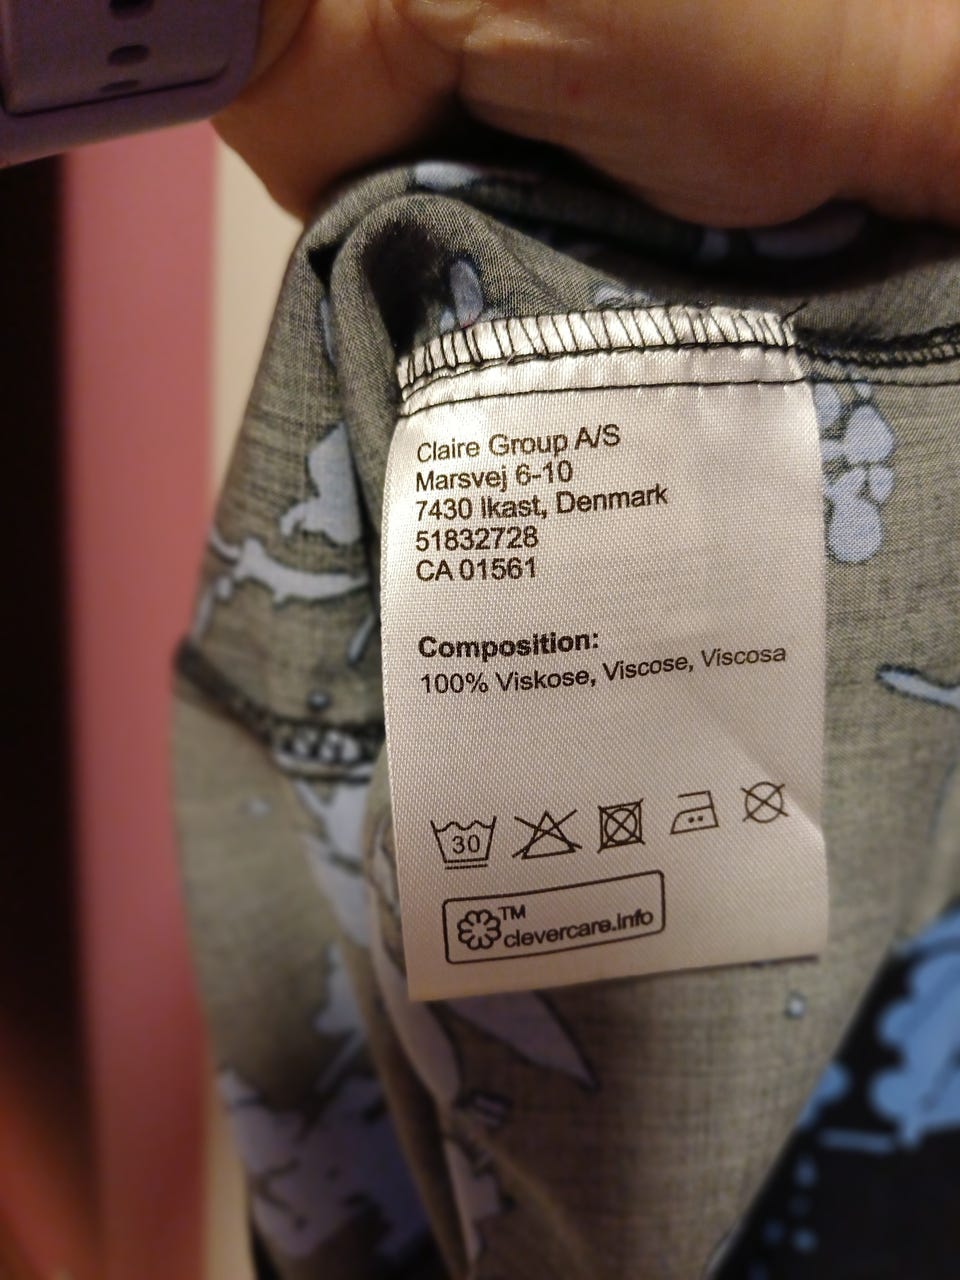 Claire Group A/S
Marsvej 6-10
7430 Ikast, Denmark
51832728
CA 01561
Composition:
100% Viskose, Viscose, Viscosa
30
TM
clevercare.info